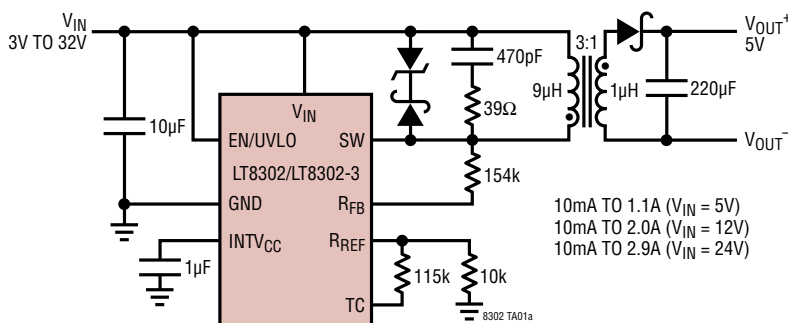 VIN
3V TO 32V
10µF
VIN
EN/UVLO
SW
LT8302/LT8302-3
GND
RFB
INTVCC
RREF
TC
1µF
470pF
39Ω
154k
115k
10k
3:1
9µH
1µH
220µF
VOUT+
5V
VOUT–
10mA TO 1.1A (VIN = 5V)
10mA TO 2.0A (VIN = 12V)
10mA TO 2.9A (VIN = 24V)
8302 TA01a